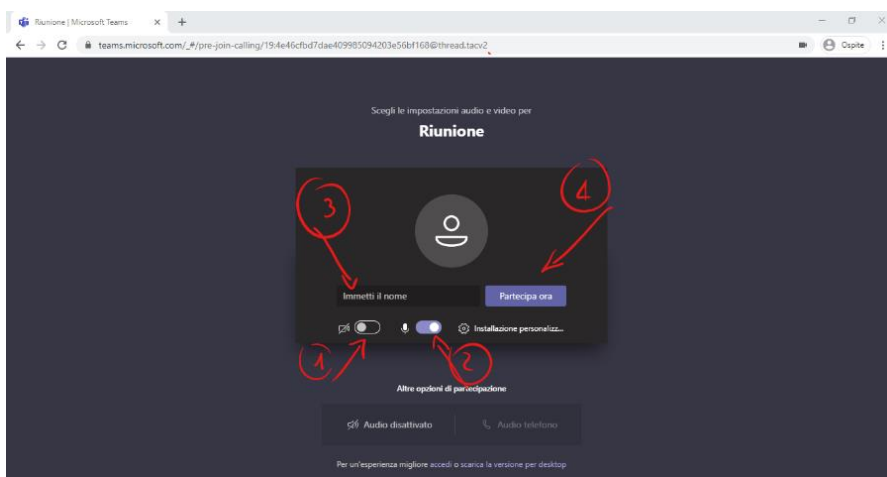 Riunione | Microsoft Teams
teams.microsoft.com/_#/pre-join-calling/19:4e46cfbd7dae409985094203e56bf168@thread.tacv2
Ospite
Scegli le impostazioni audio e video per
Riunione
3
4
Immetti il nome
Partecipa ora
Installazione personalizz...
1
2
Altre opzioni di partecipazione
Audio disattivato
Audio telefono
Per un'esperienza migliore accedi o scarica la versione per desktop